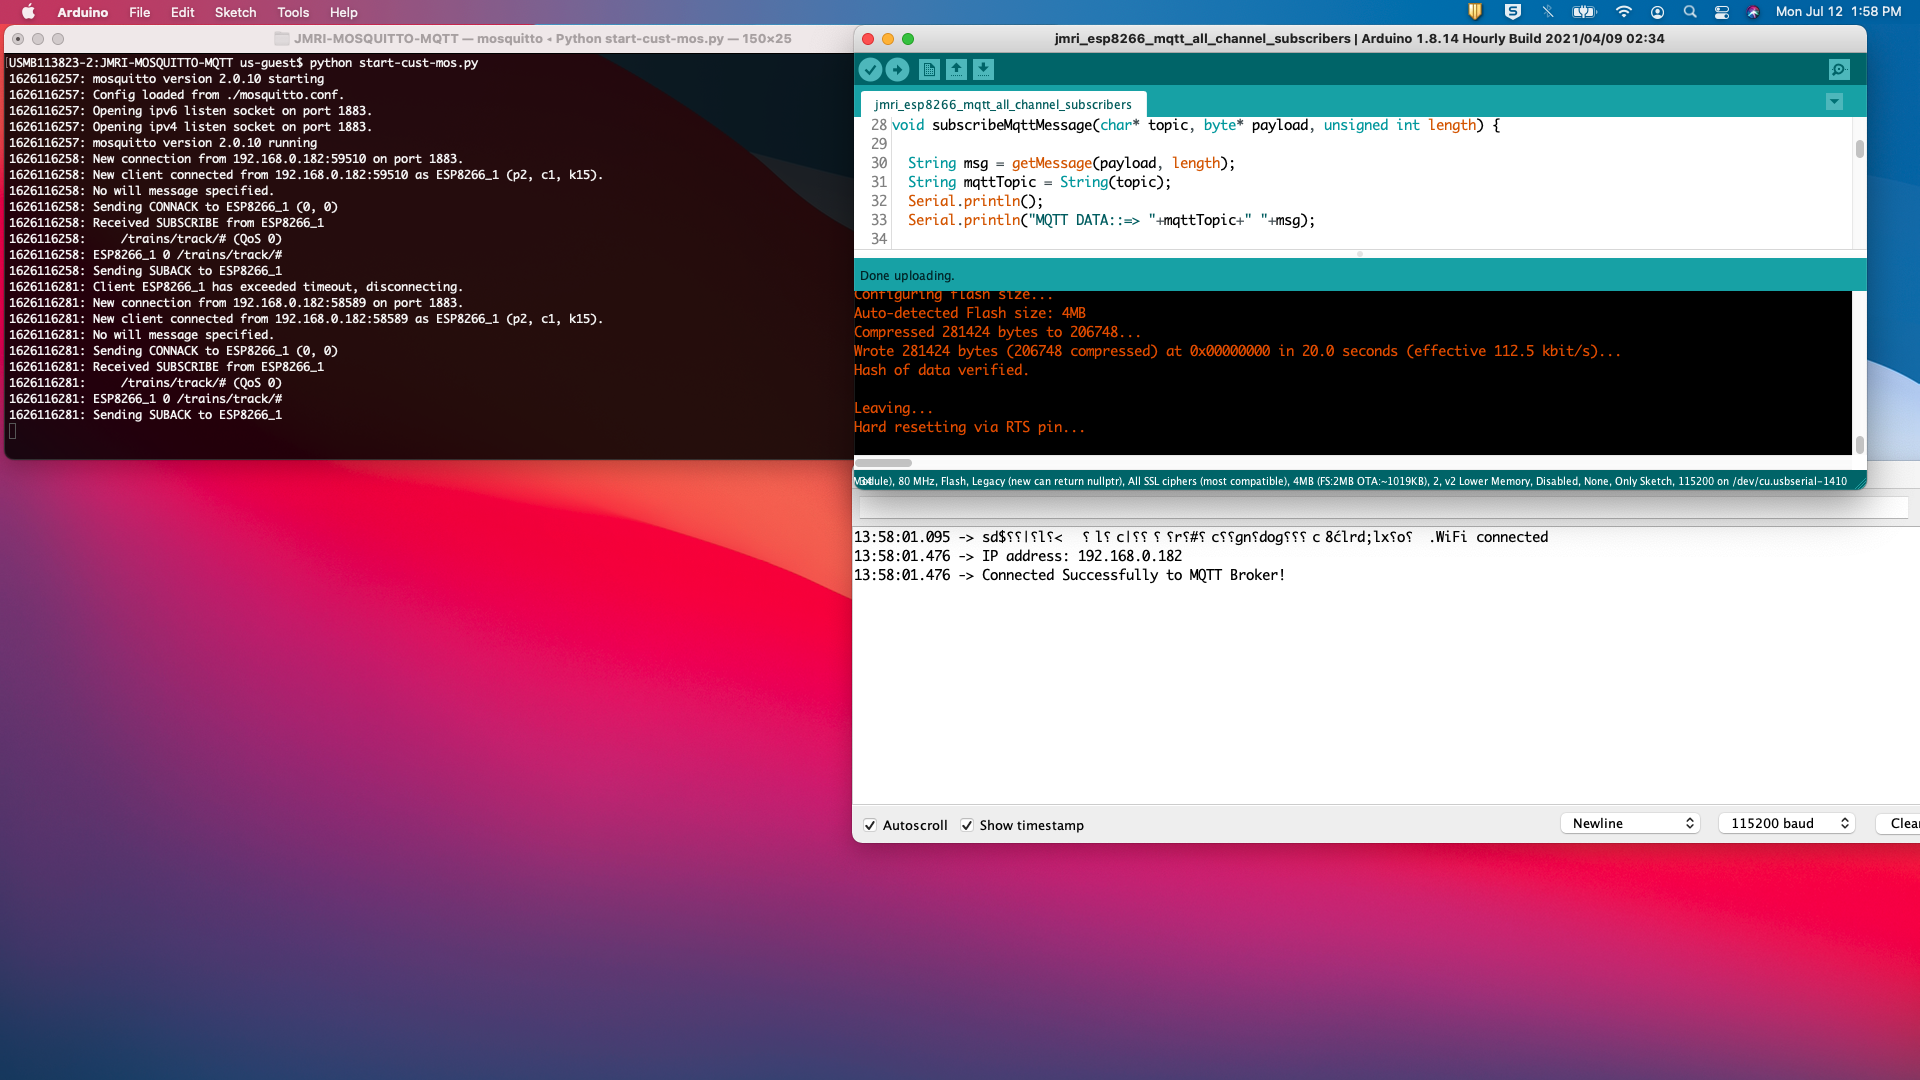 Arduino File Edit Sketch Tools Help
Mon Jul 12 1:58 PM
JMRI-MOSQUITTO-MQTT — mosquitto ◂ Python start-cust-mos.py — 150×25
USMB113823-2:JMRI-MOSQUITTO-MQTT us-guest$ python start-cust-mos.py
1626116257: mosquitto version 2.0.10 starting
1626116257: Config loaded from ./mosquitto.conf.
1626116257: Opening ipv6 listen socket on port 1883.
1626116257: Opening ipv4 listen socket on port 1883.
1626116257: mosquitto version 2.0.10 running
1626116258: New connection from 192.168.0.182:59510 on port 1883.
1626116258: New client connected from 192.168.0.182:59510 as ESP8266_1 (p2, c1, k15).
1626116258: No will message specified.
1626116258: Sending CONNACK to ESP8266_1 (0, 0)
1626116258: Received SUBSCRIBE from ESP8266_1
1626116258:     /trains/track/# (QoS 0)
1626116258: ESP8266_1 0 /trains/track/#
1626116258: Sending SUBACK to ESP8266_1
1626116281: Client ESP8266_1 has exceeded timeout, disconnecting.
1626116281: New connection from 192.168.0.182:58589 on port 1883.
1626116281: New client connected from 192.168.0.182:58589 as ESP8266_1 (p2, c1, k15).
1626116281: No will message specified.
1626116281: Sending CONNACK to ESP8266_1 (0, 0)
1626116281: Received SUBSCRIBE from ESP8266_1
1626116281:     /trains/track/# (QoS 0)
1626116281: ESP8266_1 0 /trains/track/#
1626116281: Sending SUBACK to ESP8266_1
jmri_esp8266_mqtt_all_channel_subscribers | Arduino 1.8.14 Hourly Build 2021/04/09 02:34
jmri_esp8266_mqtt_all_channel_subscribers
28 void subscribeMqttMessage(char* topic, byte* payload, unsigned int length) {
29
30   String msg = getMessage(payload, length);
31   String mqttTopic = String(topic);
32   Serial.println();
33   Serial.println("MQTT DATA::=> "+mqttTopic+" "+msg);
34
Done uploading.
Configuring flash size...
Auto-detected Flash size: 4MB
Compressed 281424 bytes to 206748...
Wrote 281424 bytes (206748 compressed) at 0x00000000 in 20.0 seconds (effective 112.5 kbit/s)...
Hash of data verified.
Leaving...
Hard resetting via RTS pin...
80 MHz, Flash, Legacy (new can return nullptr), All SSL ciphers (most compatible), 4MB (FS:2MB OTA:~1019KB), 2, v2 Lower Memory, Disabled, None, Only Sketch, 115200 on /dev/cu.usbserial-1410
13:58:01.095 -> .WiFi connected
13:58:01.476 -> IP address: 192.168.0.182
13:58:01.476 -> Connected Successfully to MQTT Broker!
Autoscroll Show timestamp Newline 115200 baud Clear